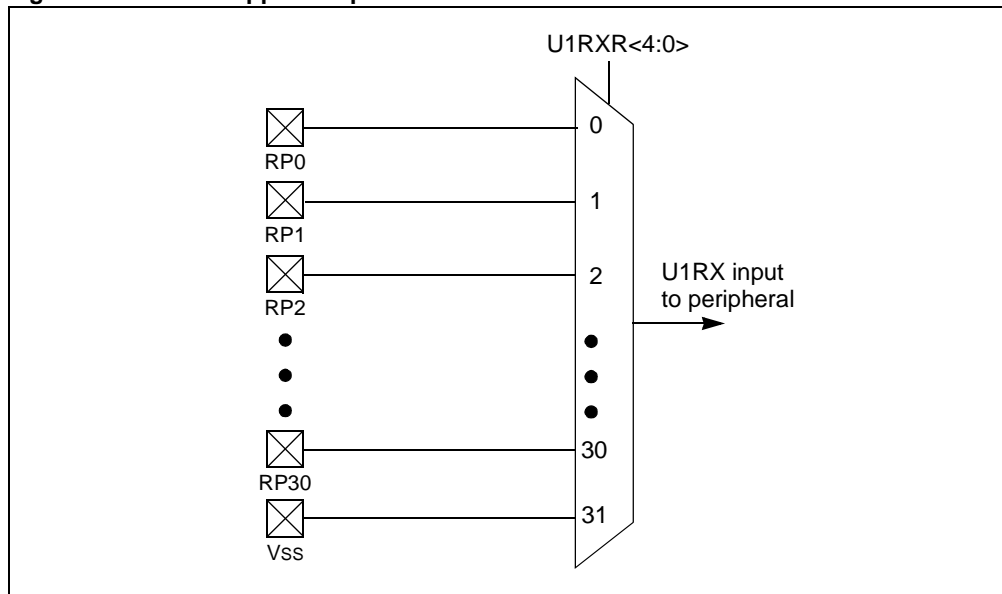 U1RXR<4:0>
RP0
0
RP1
1
RP2
2
U1RX input
to peripheral
RP30
30
Vss
31